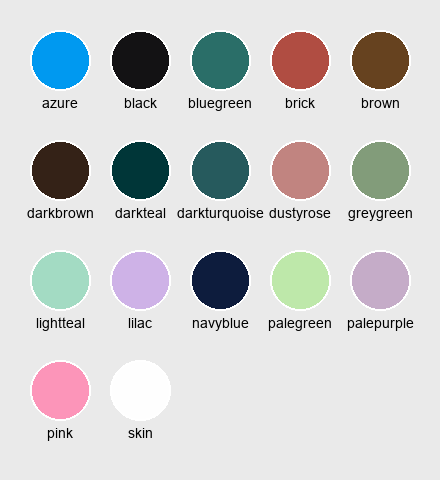 azure black bluegreen brick brown
darkbrown darkteal darkturquoise dustyrose greygreen
lightteal lilac navyblue palegreen palepurple
pink skin